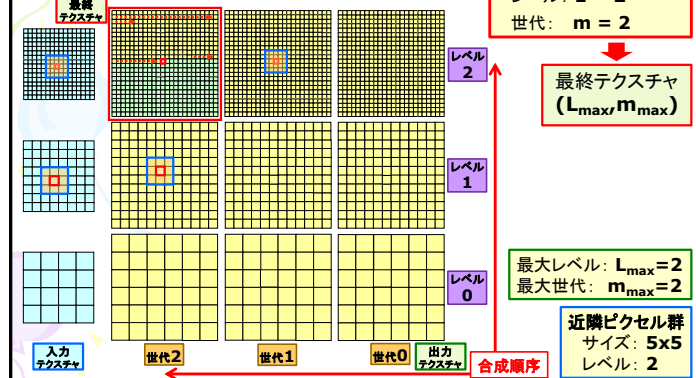 最終
テクスチャ
世代: m = 2
最終テクスチャ
(Lmax,mmax)
レベル
2
レベル
1
レベル
0
最大レベル: Lmax=2
最大世代: mmax=2
近隣ピクセル群
サイズ: 5x5
レベル: 2
入力
テクスチャ
世代2
世代1
世代0
出力
テクスチャ
合成順序